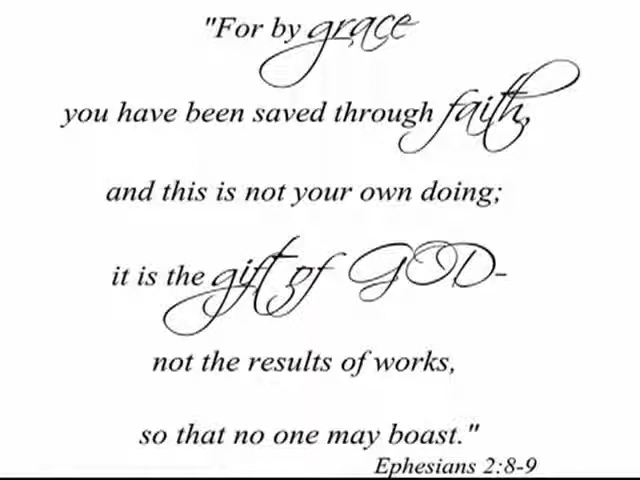 "For by grace
you have been saved through faith,
and this is not your own doing;
it is the gift of GOD-
not the results of works,
so that no one may boast."
Ephesians 2:8-9